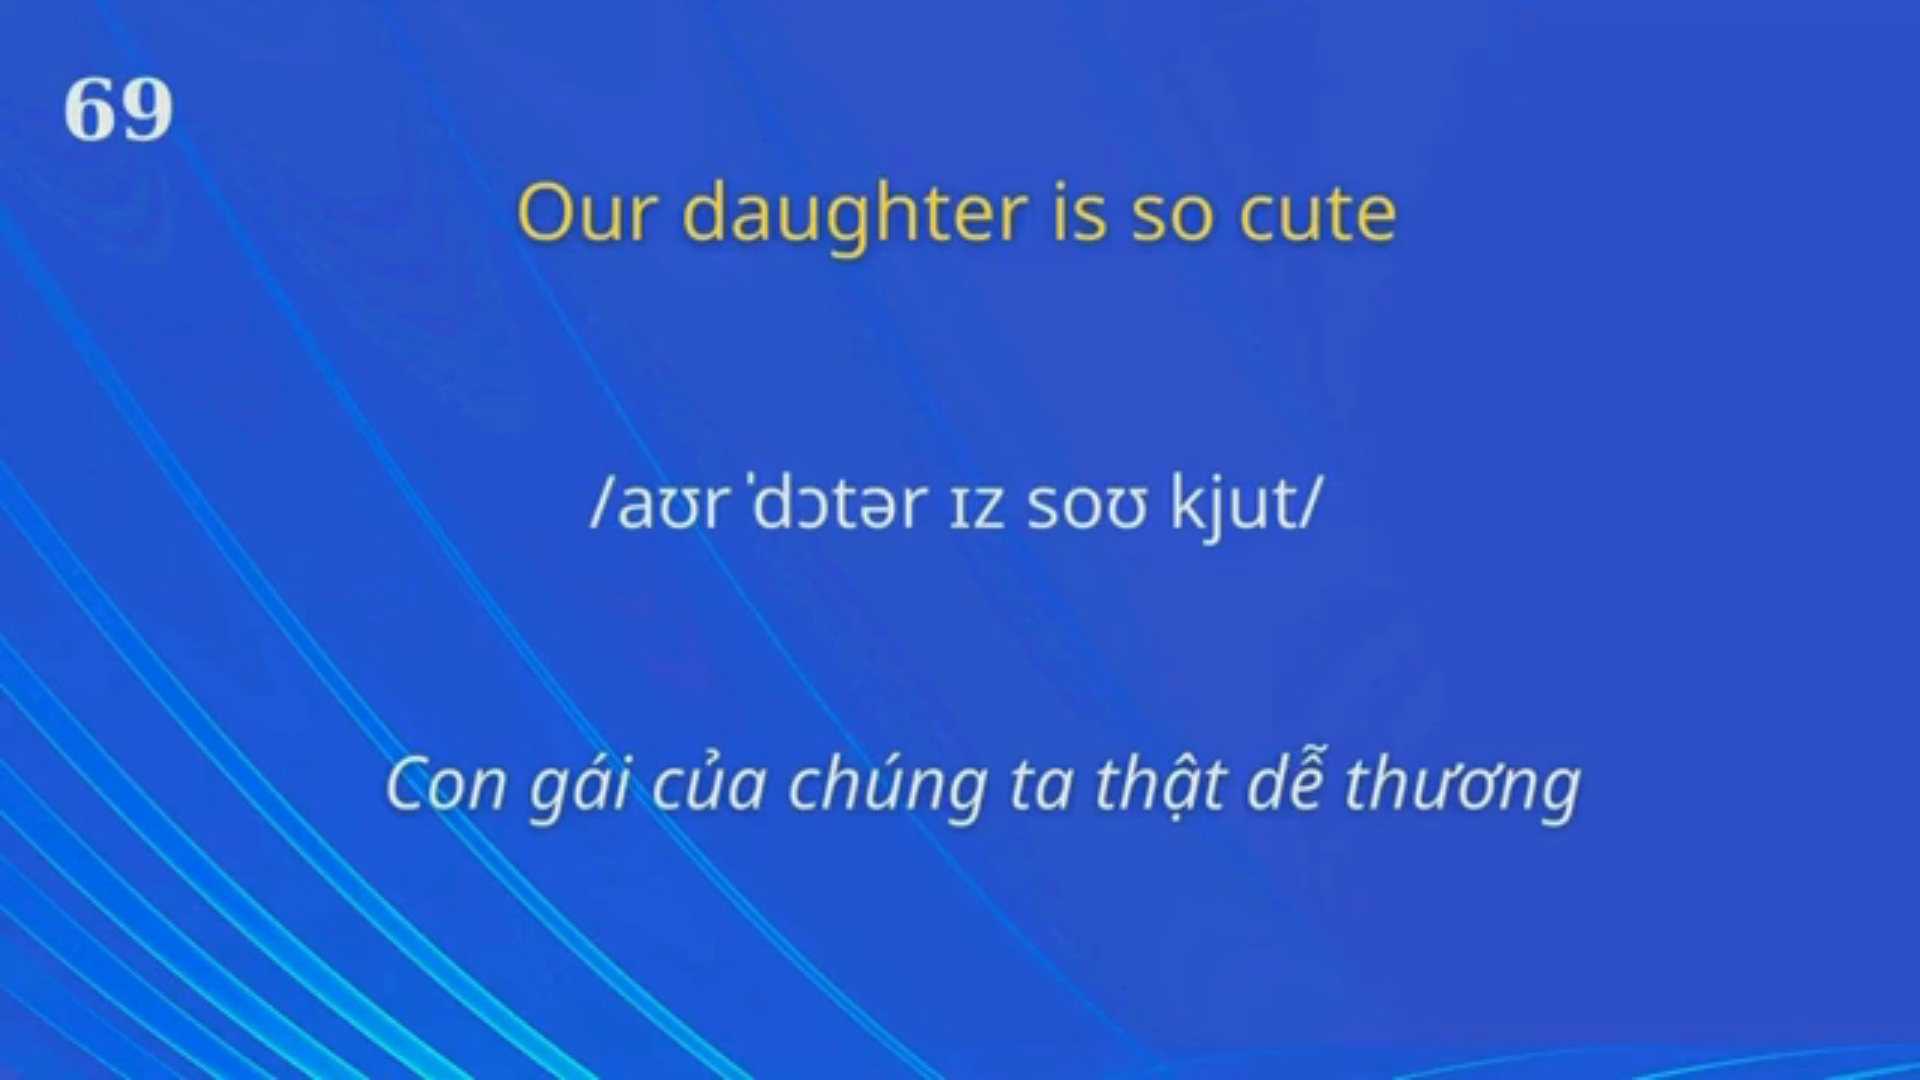 69
Our daughter is so cute
/aʊr ˈdɔtər ɪz soʊ kjut/
Con gái của chúng ta thật dễ thương